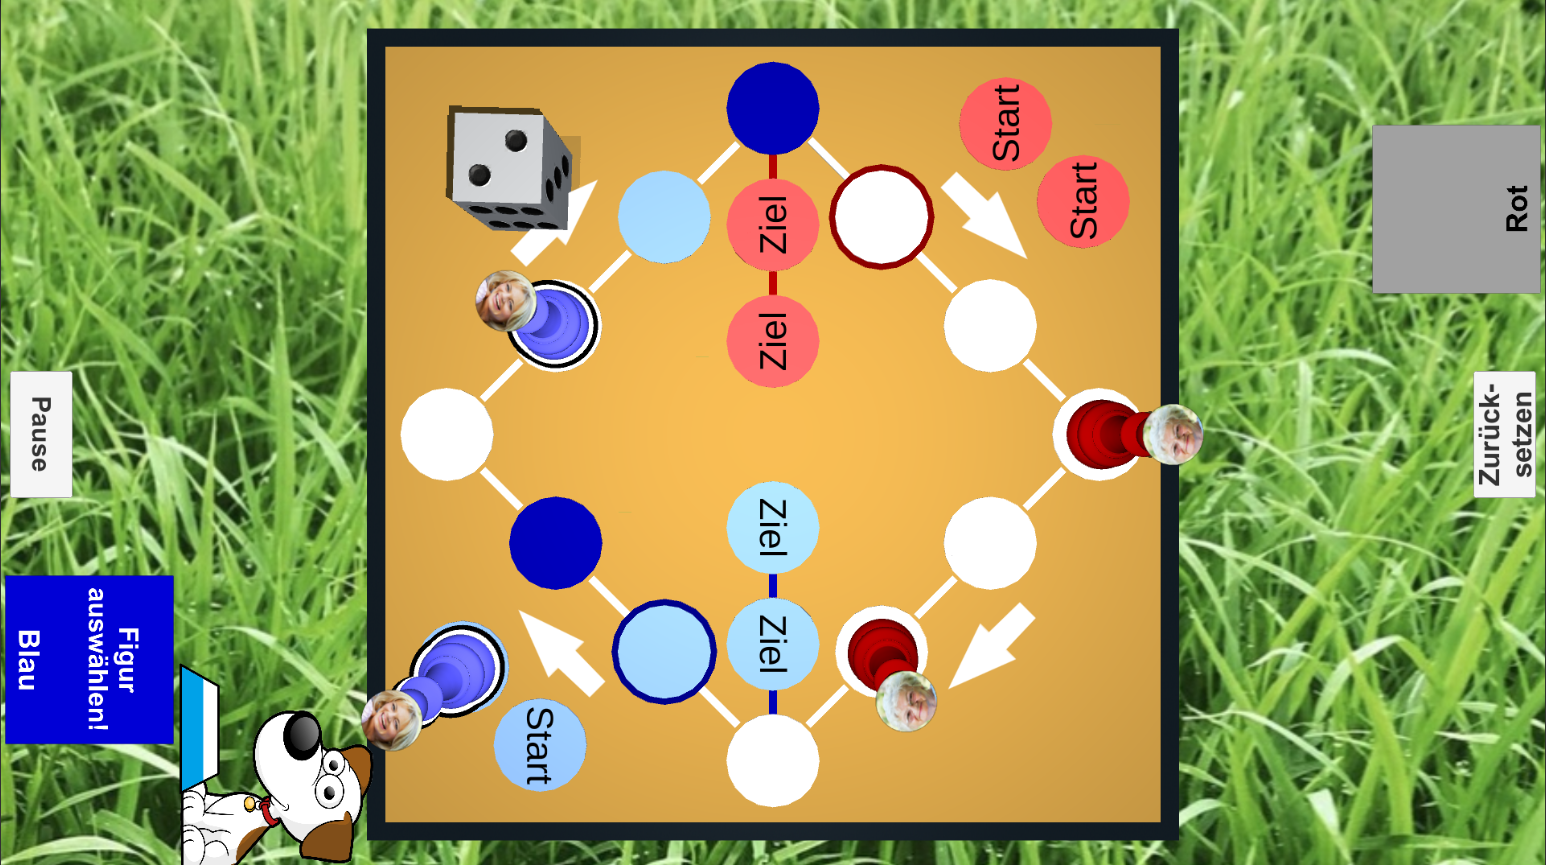 Start
Start
Ziel
Ziel
Rot
Pause
Zurück-
setzen
Ziel
Ziel
Figur
auswählen!
Blau
Start